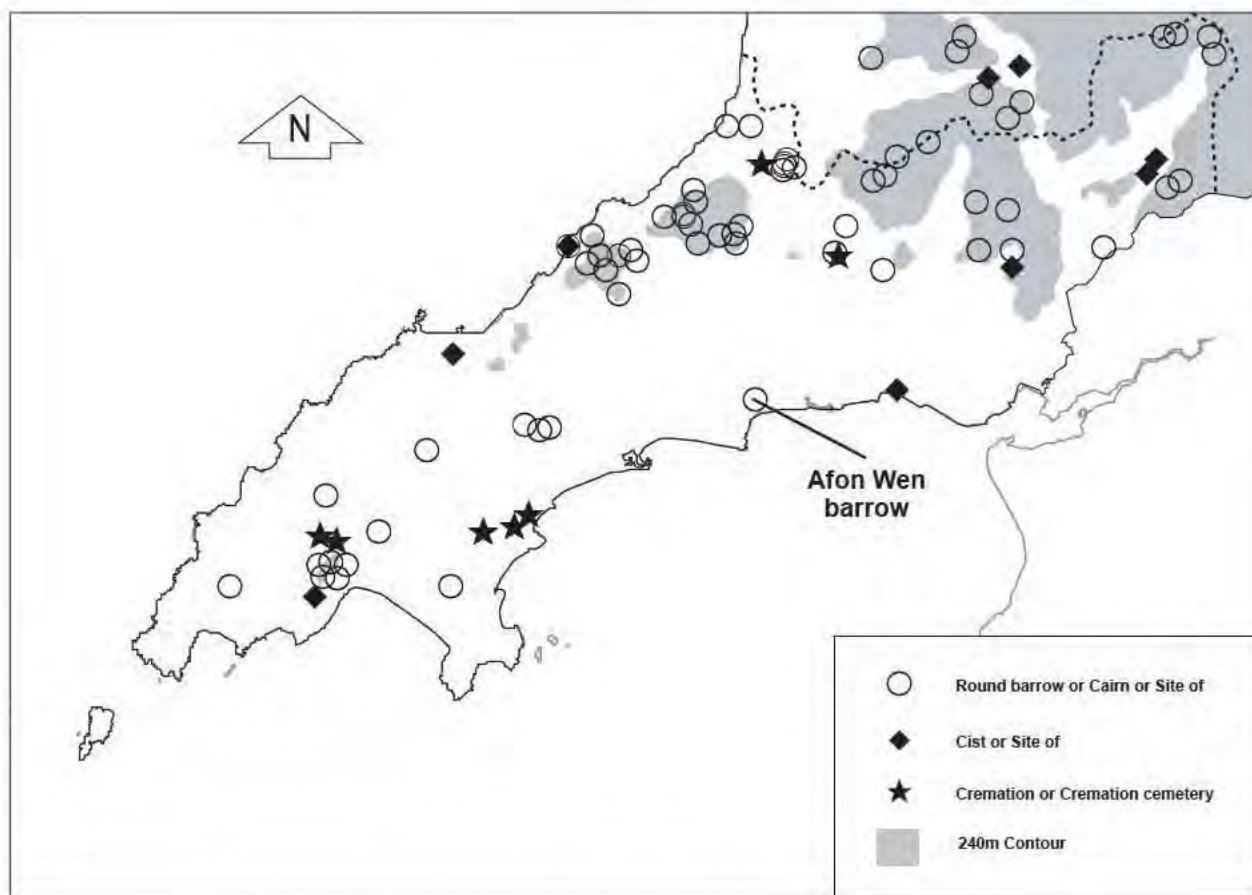 N
Afon Wen
barrow
Round barrow or Cairn or Site of
Cist or Site of
Cremation or Cremation cemetery
240m Contour